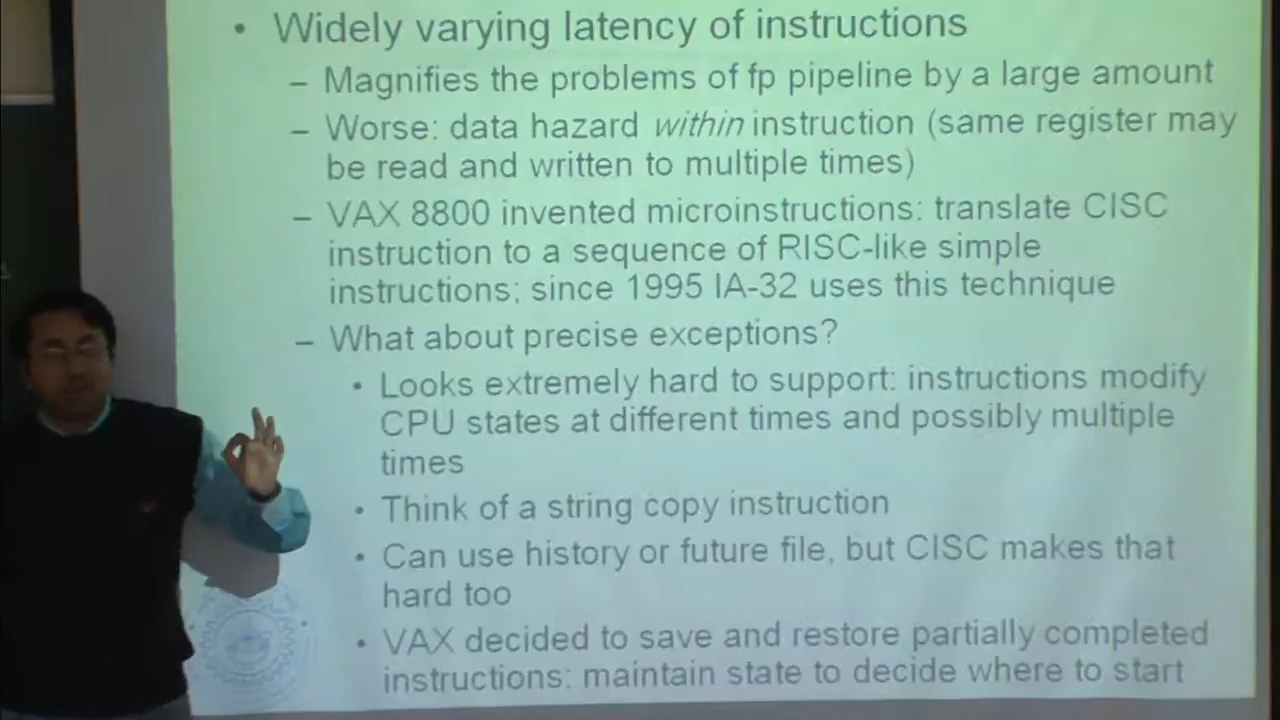 • Widely varying latency of instructions
– Magnifies the problems of fp pipeline by a large amount
– Worse: data hazard within instruction (same register may
be read and written to multiple times)
– VAX 8800 invented microinstructions: translate CISC
instruction to a sequence of RISC-like simple
instructions; since 1995 IA-32 uses this technique
– What about precise exceptions?
• Looks extremely hard to support: instructions modify
CPU states at different times and possibly multiple
times
• Think of a string copy instruction
• Can use history or future file, but CISC makes that
hard too
• VAX decided to save and restore partially completed
instructions: maintain state to decide where to start